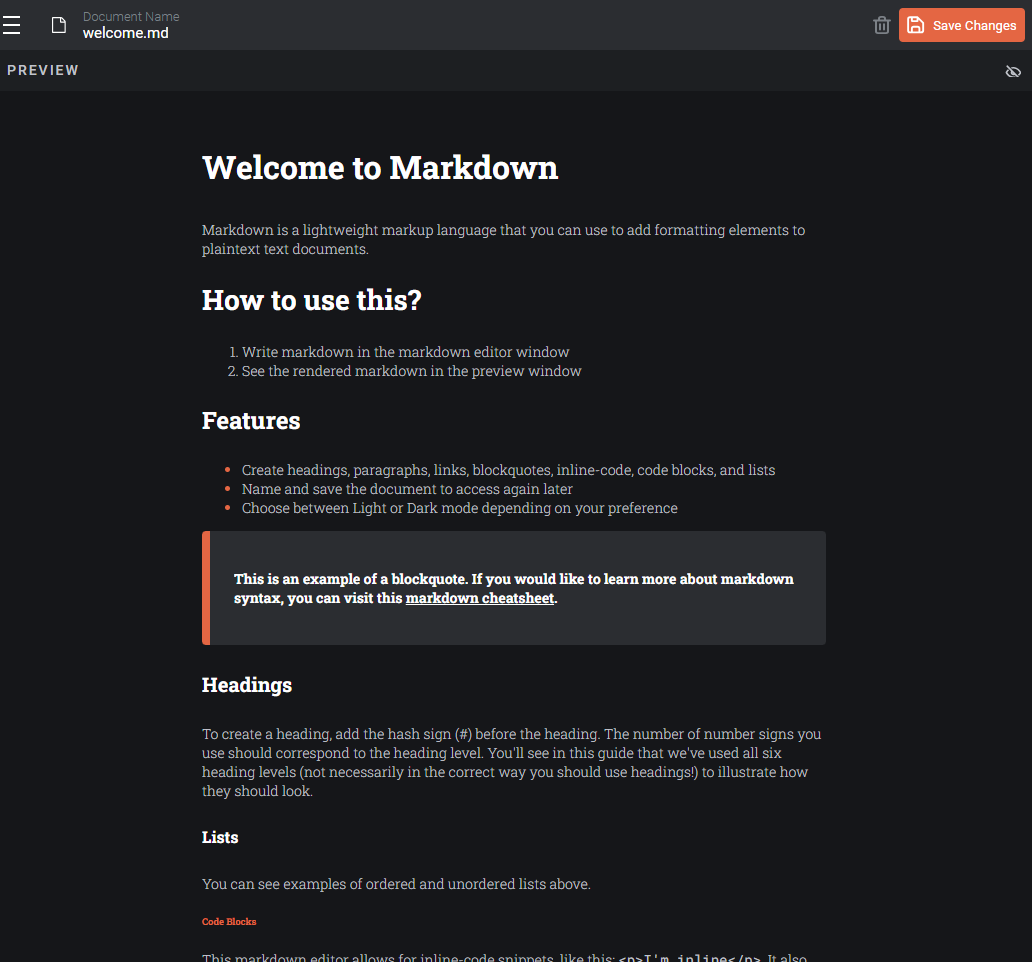 Document Name
welcome.md
Save Changes
PREVIEW
Welcome to Markdown
Markdown is a lightweight markup language that you can use to add formatting elements to
plaintext text documents.
How to use this?
1. Write markdown in the markdown editor window
2. See the rendered markdown in the preview window
Features
• Create headings, paragraphs, links, blockquotes, inline-code, code blocks, and lists
• Name and save the document to access again later
• Choose between Light or Dark mode depending on your preference
This is an example of a blockquote. If you would like to learn more about markdown
syntax, you can visit this markdown cheatsheet.
Headings
To create a heading, add the hash sign (#) before the heading. The number of number signs you
use should correspond to the heading level. You'll see in this guide that we've used all six
heading levels (not necessarily in the correct way you should use headings!) to illustrate how
they should look.
Lists
You can see examples of ordered and unordered lists above.
Code Blocks
This markdown editor allows for inline-code snippets, like this: <p>I'm inline</p>. It also